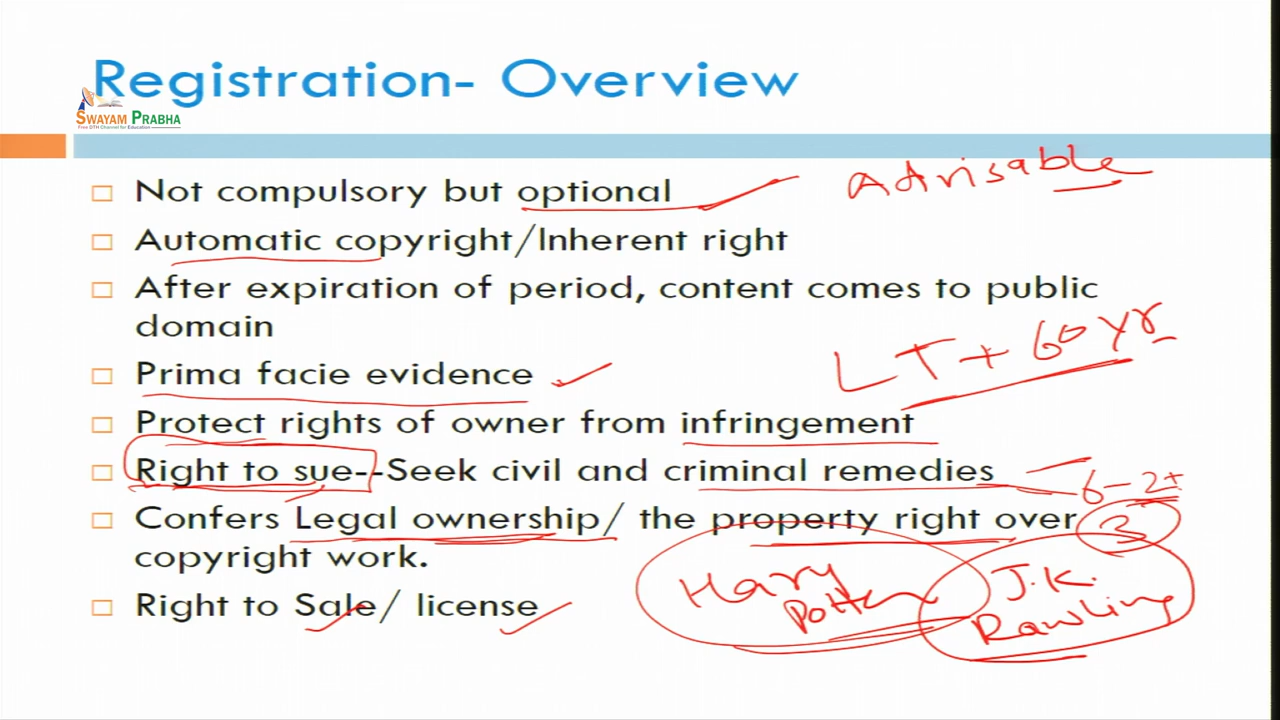 Registration- Overview
SWAYAM PRABHA
Free DTH Channel for Education
Not compulsory but optional
Advisable
Automatic copyright/Inherent right
After expiration of period, content comes to public
domain
LT + 60 yr
Prima facie evidence
Protect rights of owner from infringement
Right to sue--Seek civil and criminal remedies
6 - 2
Confers Legal ownership/ the property right over
3
copyright work.
Hary
Potter
J.K.
Rawling
Right to Sale/ license